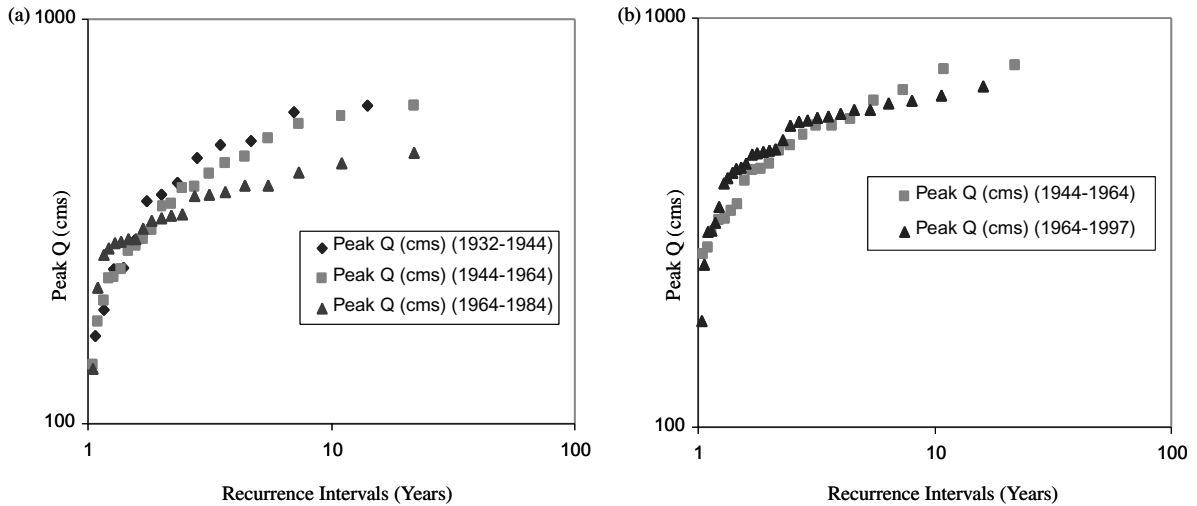 (a)
1000
Peak Q (cms)
100
1
10
100
Recurrence Intervals (Years)
Peak Q (cms) (1932-1944)
Peak Q (cms) (1944-1964)
Peak Q (cms) (1964-1984)
(b)
1000
Peak Q (cms)
100
1
10
100
Recurrence Intervals (Years)
Peak Q (cms) (1944-1964)
Peak Q (cms) (1964-1997)